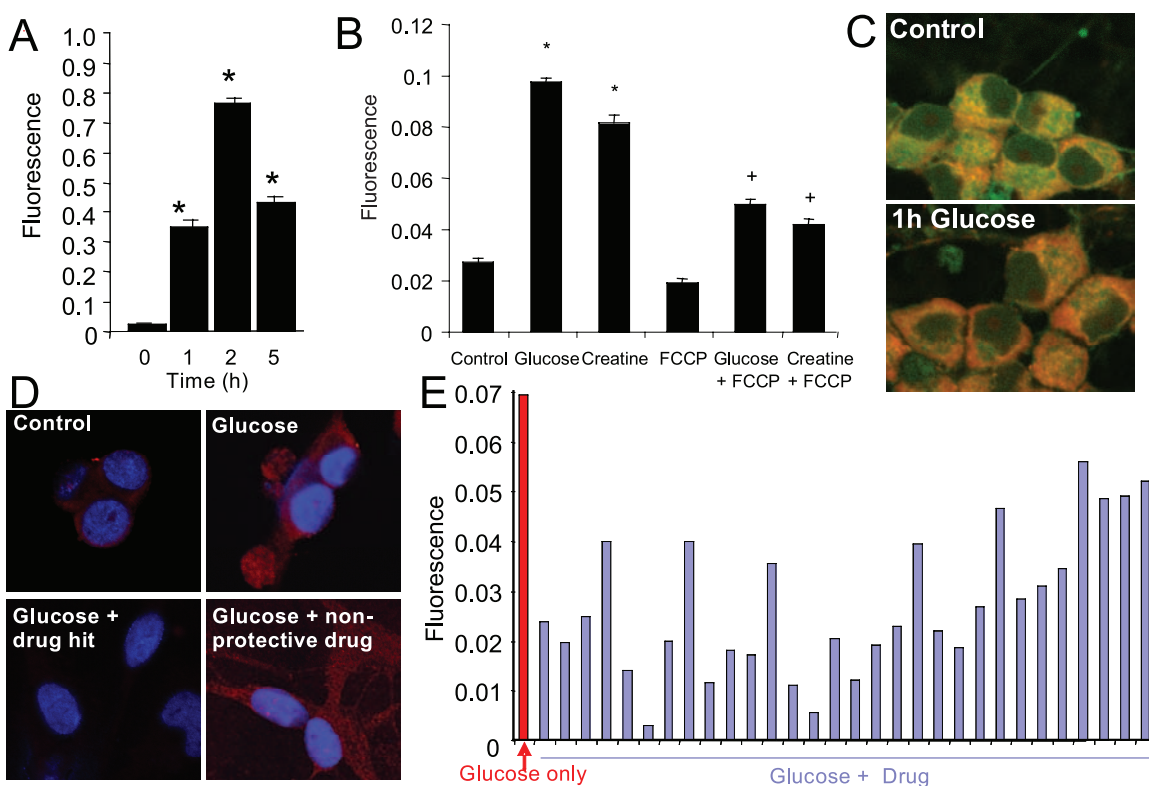 A
Fluorescence
1.0
0.9
0.8
0.7
0.6
0.5
0.4
0.3
0.2
0.1
0
*
*
*
0 1 2 5
Time (h)
B
Fluorescence
0.12
0.1
0.08
0.06
0.04
0.02
0
*
*
+
+
Control Glucose Creatine FCCP Glucose Creatine
+ FCCP + FCCP
C
Control
1h Glucose
D
Control
Glucose
Glucose +
drug hit
Glucose + non-
protective drug
E
Fluorescence
0.07
0.06
0.05
0.04
0.03
0.02
0.01
0
Glucose only
Glucose + Drug